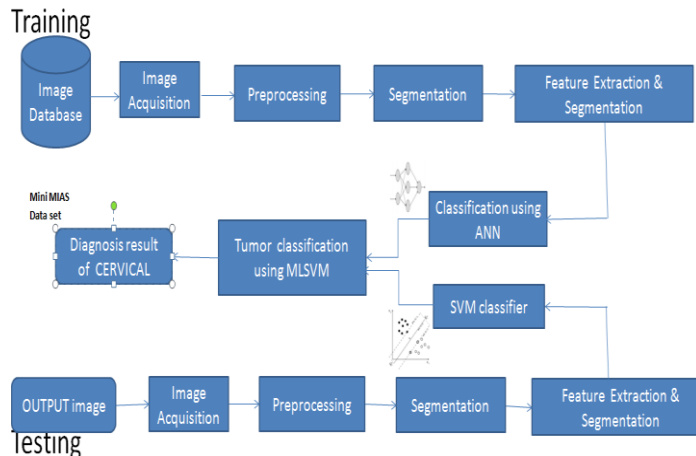 Training
Image
Database
Image
Acquisition
Preprocessing
Segmentation
Feature Extraction &
Segmentation
Mini MIAS
Data set
Diagnosis result
of CERVICAL
Tumor classification
using MLSVM
Classification using
ANN
SVM classifier
OUTPUT image
Image
Acquisition
Preprocessing
Segmentation
Feature Extraction &
Segmentation
Testing